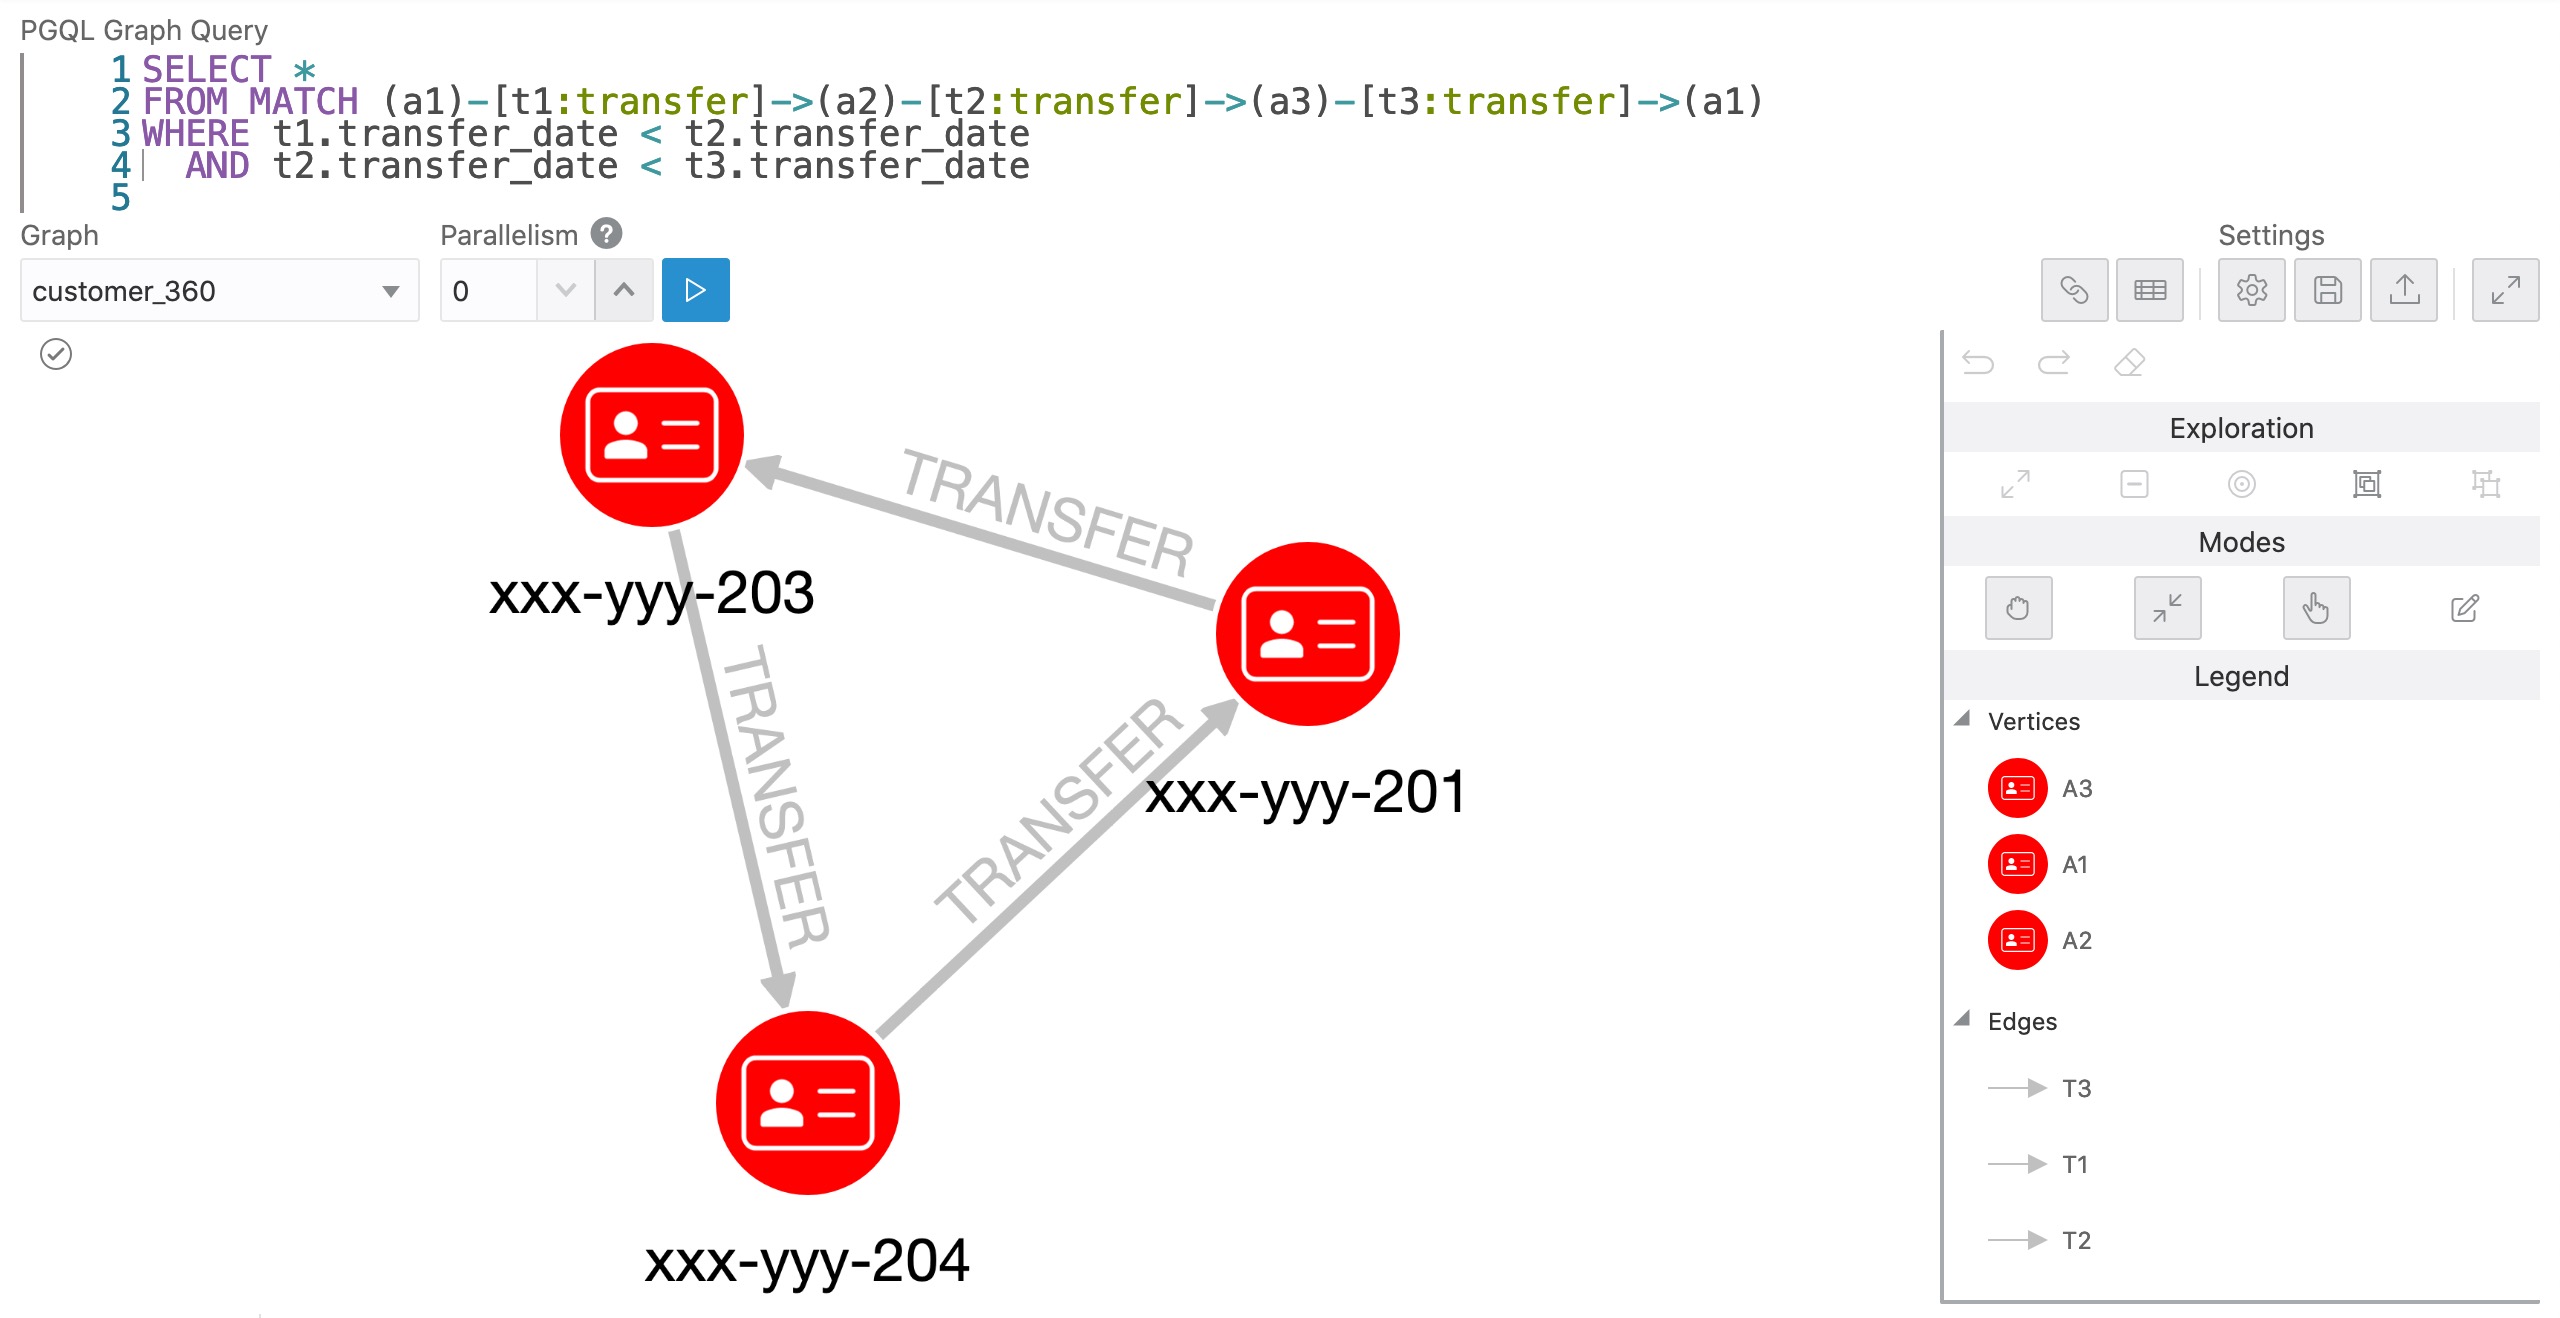 PGQL Graph Query
1 SELECT *
2 FROM MATCH (a1)-[t1:transfer]->(a2)-[t2:transfer]->(a3)-[t3:transfer]->(a1)
3 WHERE t1.transfer_date < t2.transfer_date
4   AND t2.transfer_date < t3.transfer_date
5
Graph
Parallelism ?
Settings
customer_360
0
TRANSFER
xxx-yyy-203
TRANSFER
TRANSFER
xxx-yyy-201
xxx-yyy-204
Exploration
Modes
Legend
Vertices
A3
A1
A2
Edges
T3
T1
T2